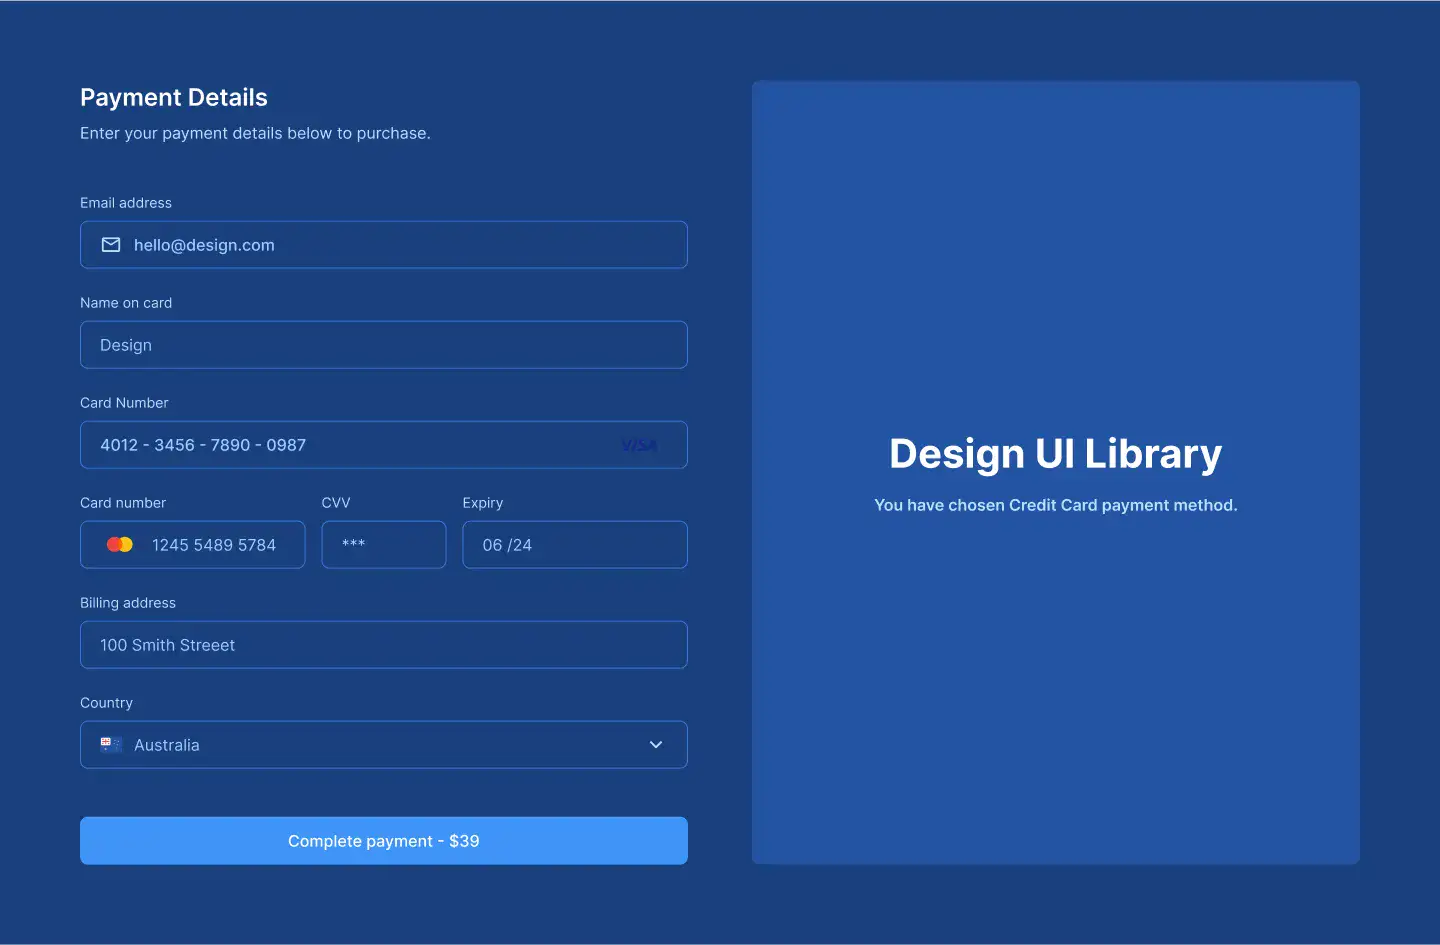 Payment Details
Enter your payment details below to purchase.
Email address
hello@design.com
Name on card
Design
Card Number
4012 - 3456 - 7890 - 0987 VISA
Card number CVV Expiry
1245 5489 5784 *** 06 /24
Billing address
100 Smith Streeet
Country
Australia
Complete payment - $39
Design UI Library
You have chosen Credit Card payment method.